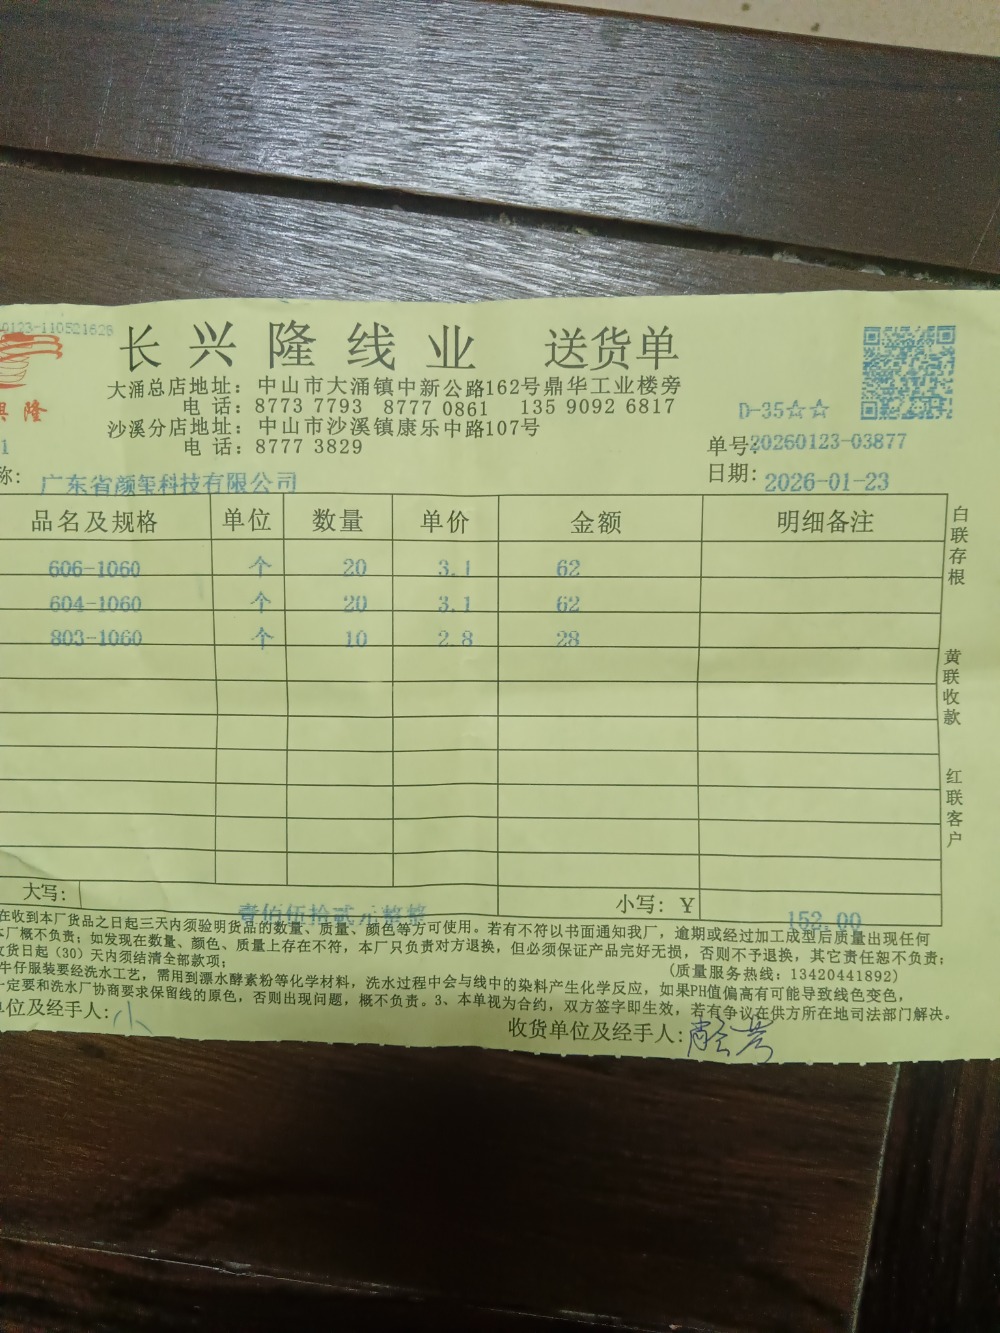 0123-110521628
长兴隆线业 送货单
大涌总店地址：中山市大涌镇中新公路162号鼎华工业楼旁
电 话：8773 7793 8777 0861 135 9092 6817
沙溪分店地址：中山市沙溪镇康乐中路107号
电 话：8777 3829
隆
D-35☆☆
单号:20260123-03877
日期:2026-01-23
1
称：广东省颜玺科技有限公司
品名及规格 单位 数量 单价 金额 明细备注
606-1060 个 20 3.1 62
604-1060 个 20 3.1 62
803-1060 个 10 2.8 28
白联存根
黄联收款
红联客户
大写： 壹佰伍拾贰元整整 小写：￥ 152.00
在收到本厂货品之日起三天内须验明货品的数量、质量、颜色等方可使用。若有不符以书面通知我厂，逾期或经过加工成型后质量出现任何
本厂概不负责；如发现在数量、颜色、质量上存在不符，本厂只负责对方退换，但必须保证产品完好无损，否则不予退换，其它责任恕不负责；
收货日起（30）天内须结清全部款项； （质量服务热线：13420441892）
牛仔服装要经洗水工艺，需用到漂水酵素粉等化学材料，洗水过程中会与线中的染料产生化学反应，如果PH值偏高有可能导致线色变色，
一定要和洗水厂协商要求保留线的原色，否则出现问题，概不负责。3、本单视为合约，双方签字即生效，若有争议在供方所在地司法部门解决。
单位及经手人：小
收货单位及经手人：